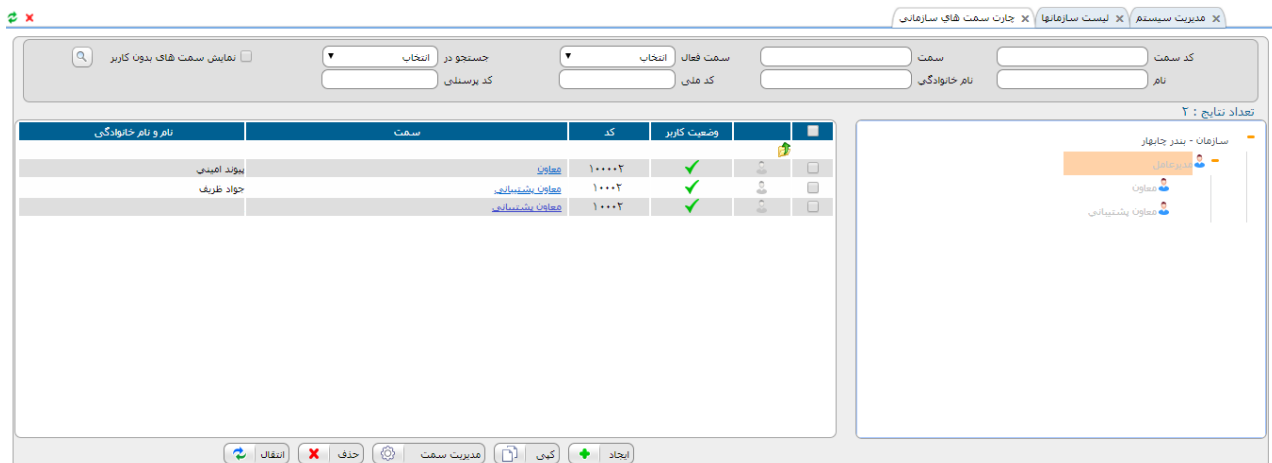 مدیریت سیستم لیست سازمانها چارت سمت های سازمانی
کد سمت سمت سمت فعال انتخاب جستجو در انتخاب نمایش سمت های بدون کاربر
نام نام خانوادگی کد ملی کد پرسنلی
تعداد نتایج : ۲
سازمان - بندر چابهار
مدیرعامل
معاون
معاون پشتیبانی
وضعیت کاربر کد سمت نام و نام خانوادگی
۱۰۰۰۰۲ معاون پیوند امینی
۱۰۰۰۲ معاون پشتیبانی جواد ظریف
۱۰۰۰۲ معاون پشتیبانی
ایجاد کپی مدیریت سمت حذف انتقال